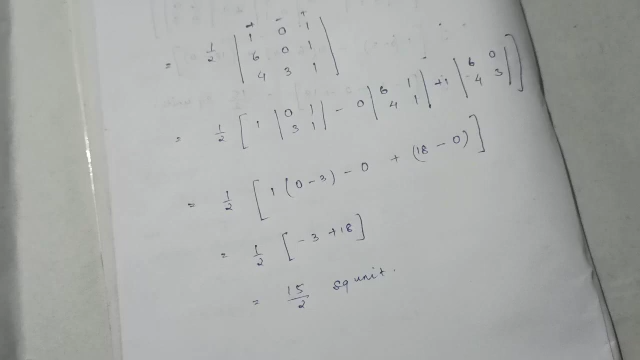 + - +
= 1/2 | 1 0 1 |
| 6 0 1 |
| 4 3 1 |
= 1/2 [ 1 | 0 1 | - 0 | 6 1 | +1 | 6 0 | ]
| 3 1 | | 4 1 | | 4 3 |
= 1/2 [ 1 (0 - 3) - 0 + (18 - 0) ]
= 1/2 [ - 3 + 18 ]
= 15/2 sq unit.